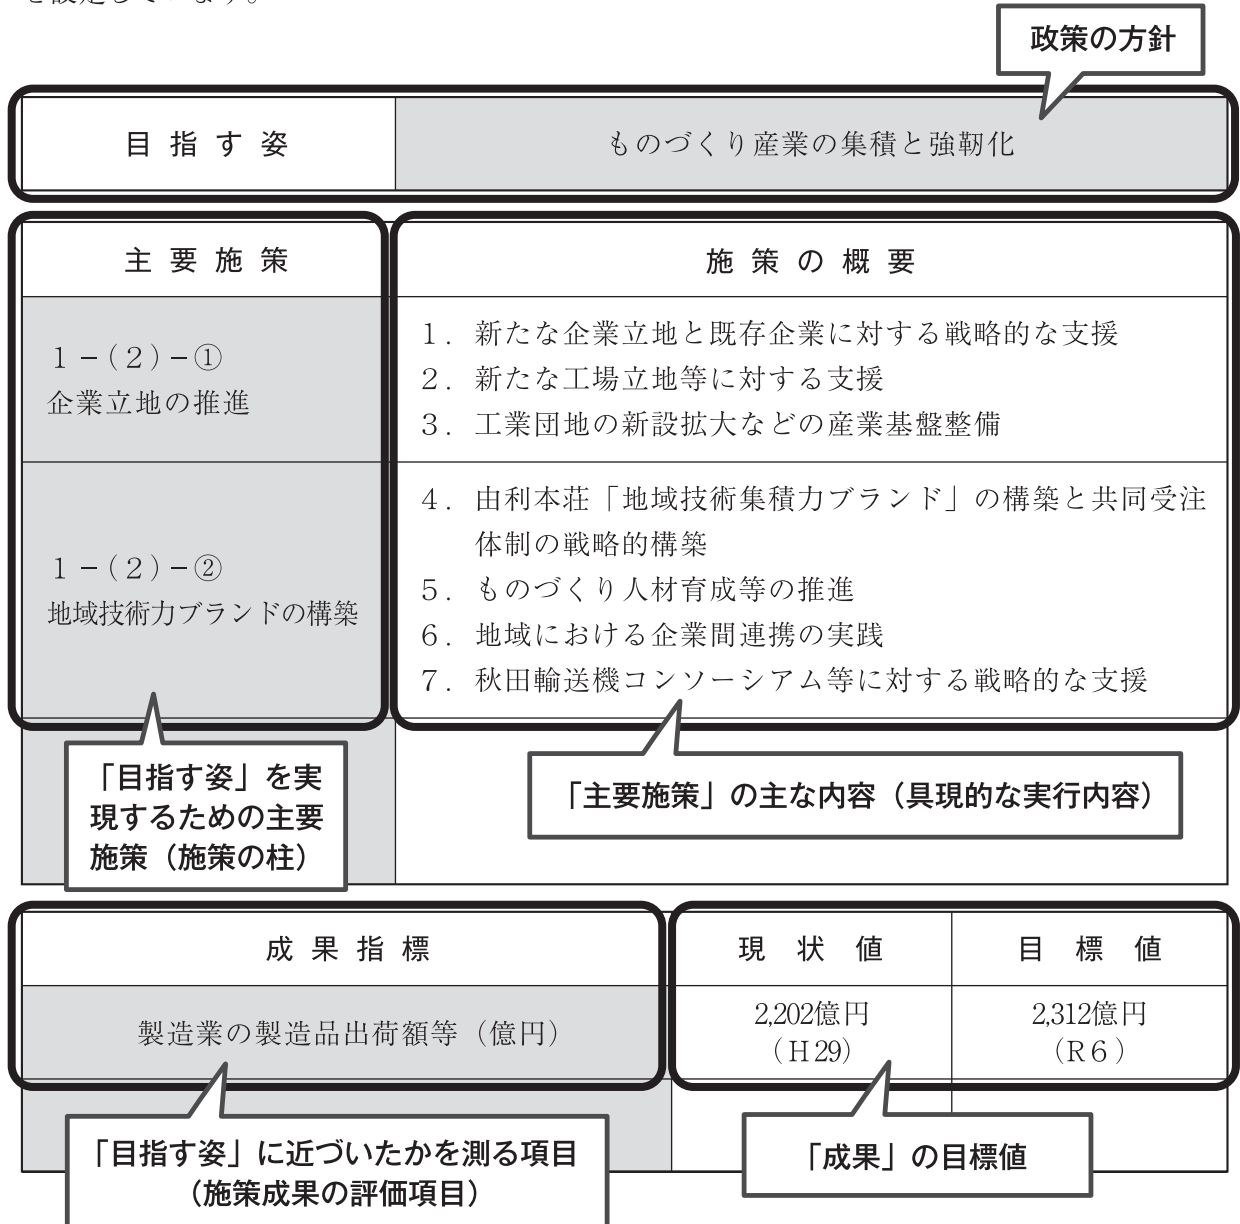 を設定しています。
政策の方針
目指す姿
ものづくり産業の集積と強靭化
主要施策
施策の概要
1-(2)-①
企業立地の推進
1. 新たな企業立地と既存企業に対する戦略的な支援
2. 新たな工場立地等に対する支援
3. 工業団地の新設拡大などの産業基盤整備
1-(2)-②
地域技術力ブランドの構築
4. 由利本荘「地域技術集積力ブランド」の構築と共同受注
体制の戦略的構築
5. ものづくり人材育成等の推進
6. 地域における企業間連携の実践
7. 秋田輸送機コンソーシアム等に対する戦略的な支援
「目指す姿」を実
現するための主要
施策（施策の柱）
「主要施策」の主な内容（具現的な実行内容）
成果指標
現状値
目標値
製造業の製造品出荷額等（億円）
2,202億円
（H29）
2,312億円
（R6）
「目指す姿」に近づいたかを測る項目
（施策成果の評価項目）
「成果」の目標値